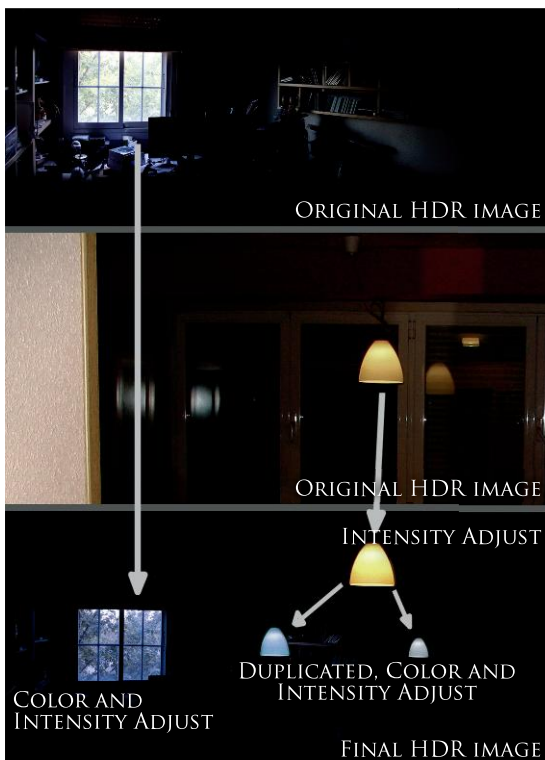 Original HDR image
Original HDR image
Intensity Adjust
Duplicated, Color and
Intensity Adjust
Color and
Intensity Adjust
Final HDR image